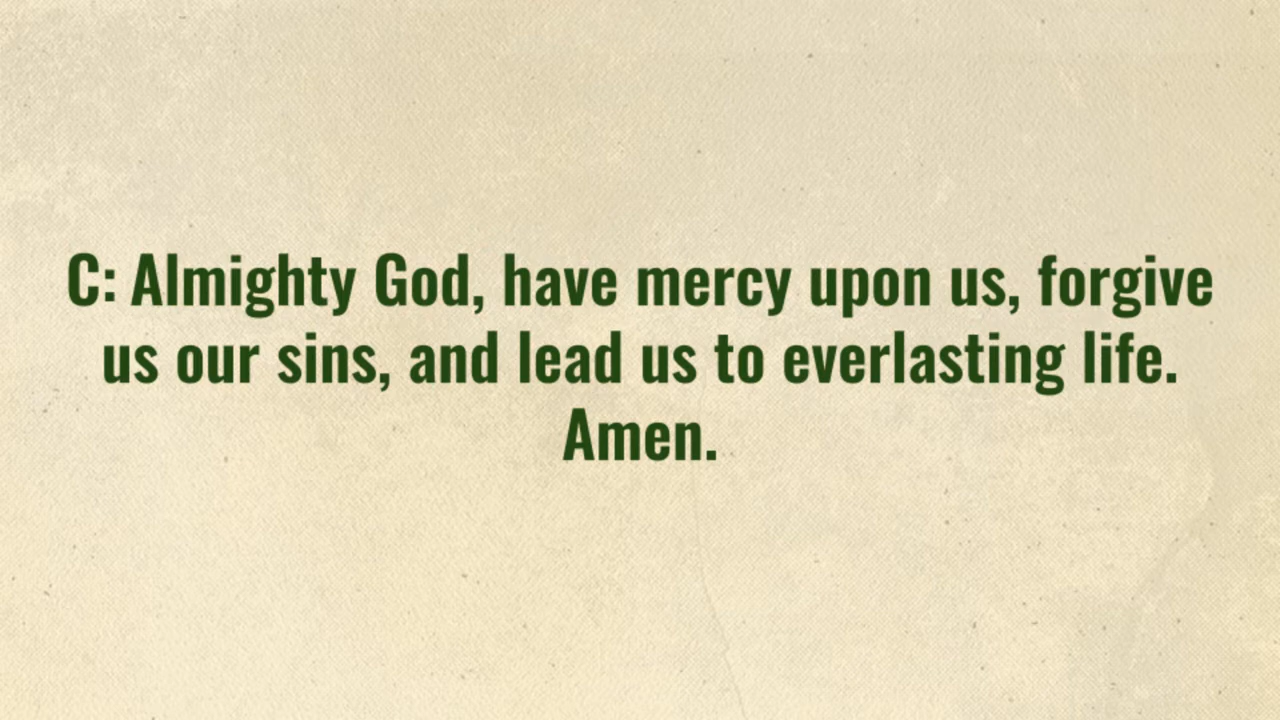 C: Almighty God, have mercy upon us, forgive
us our sins, and lead us to everlasting life.
Amen.